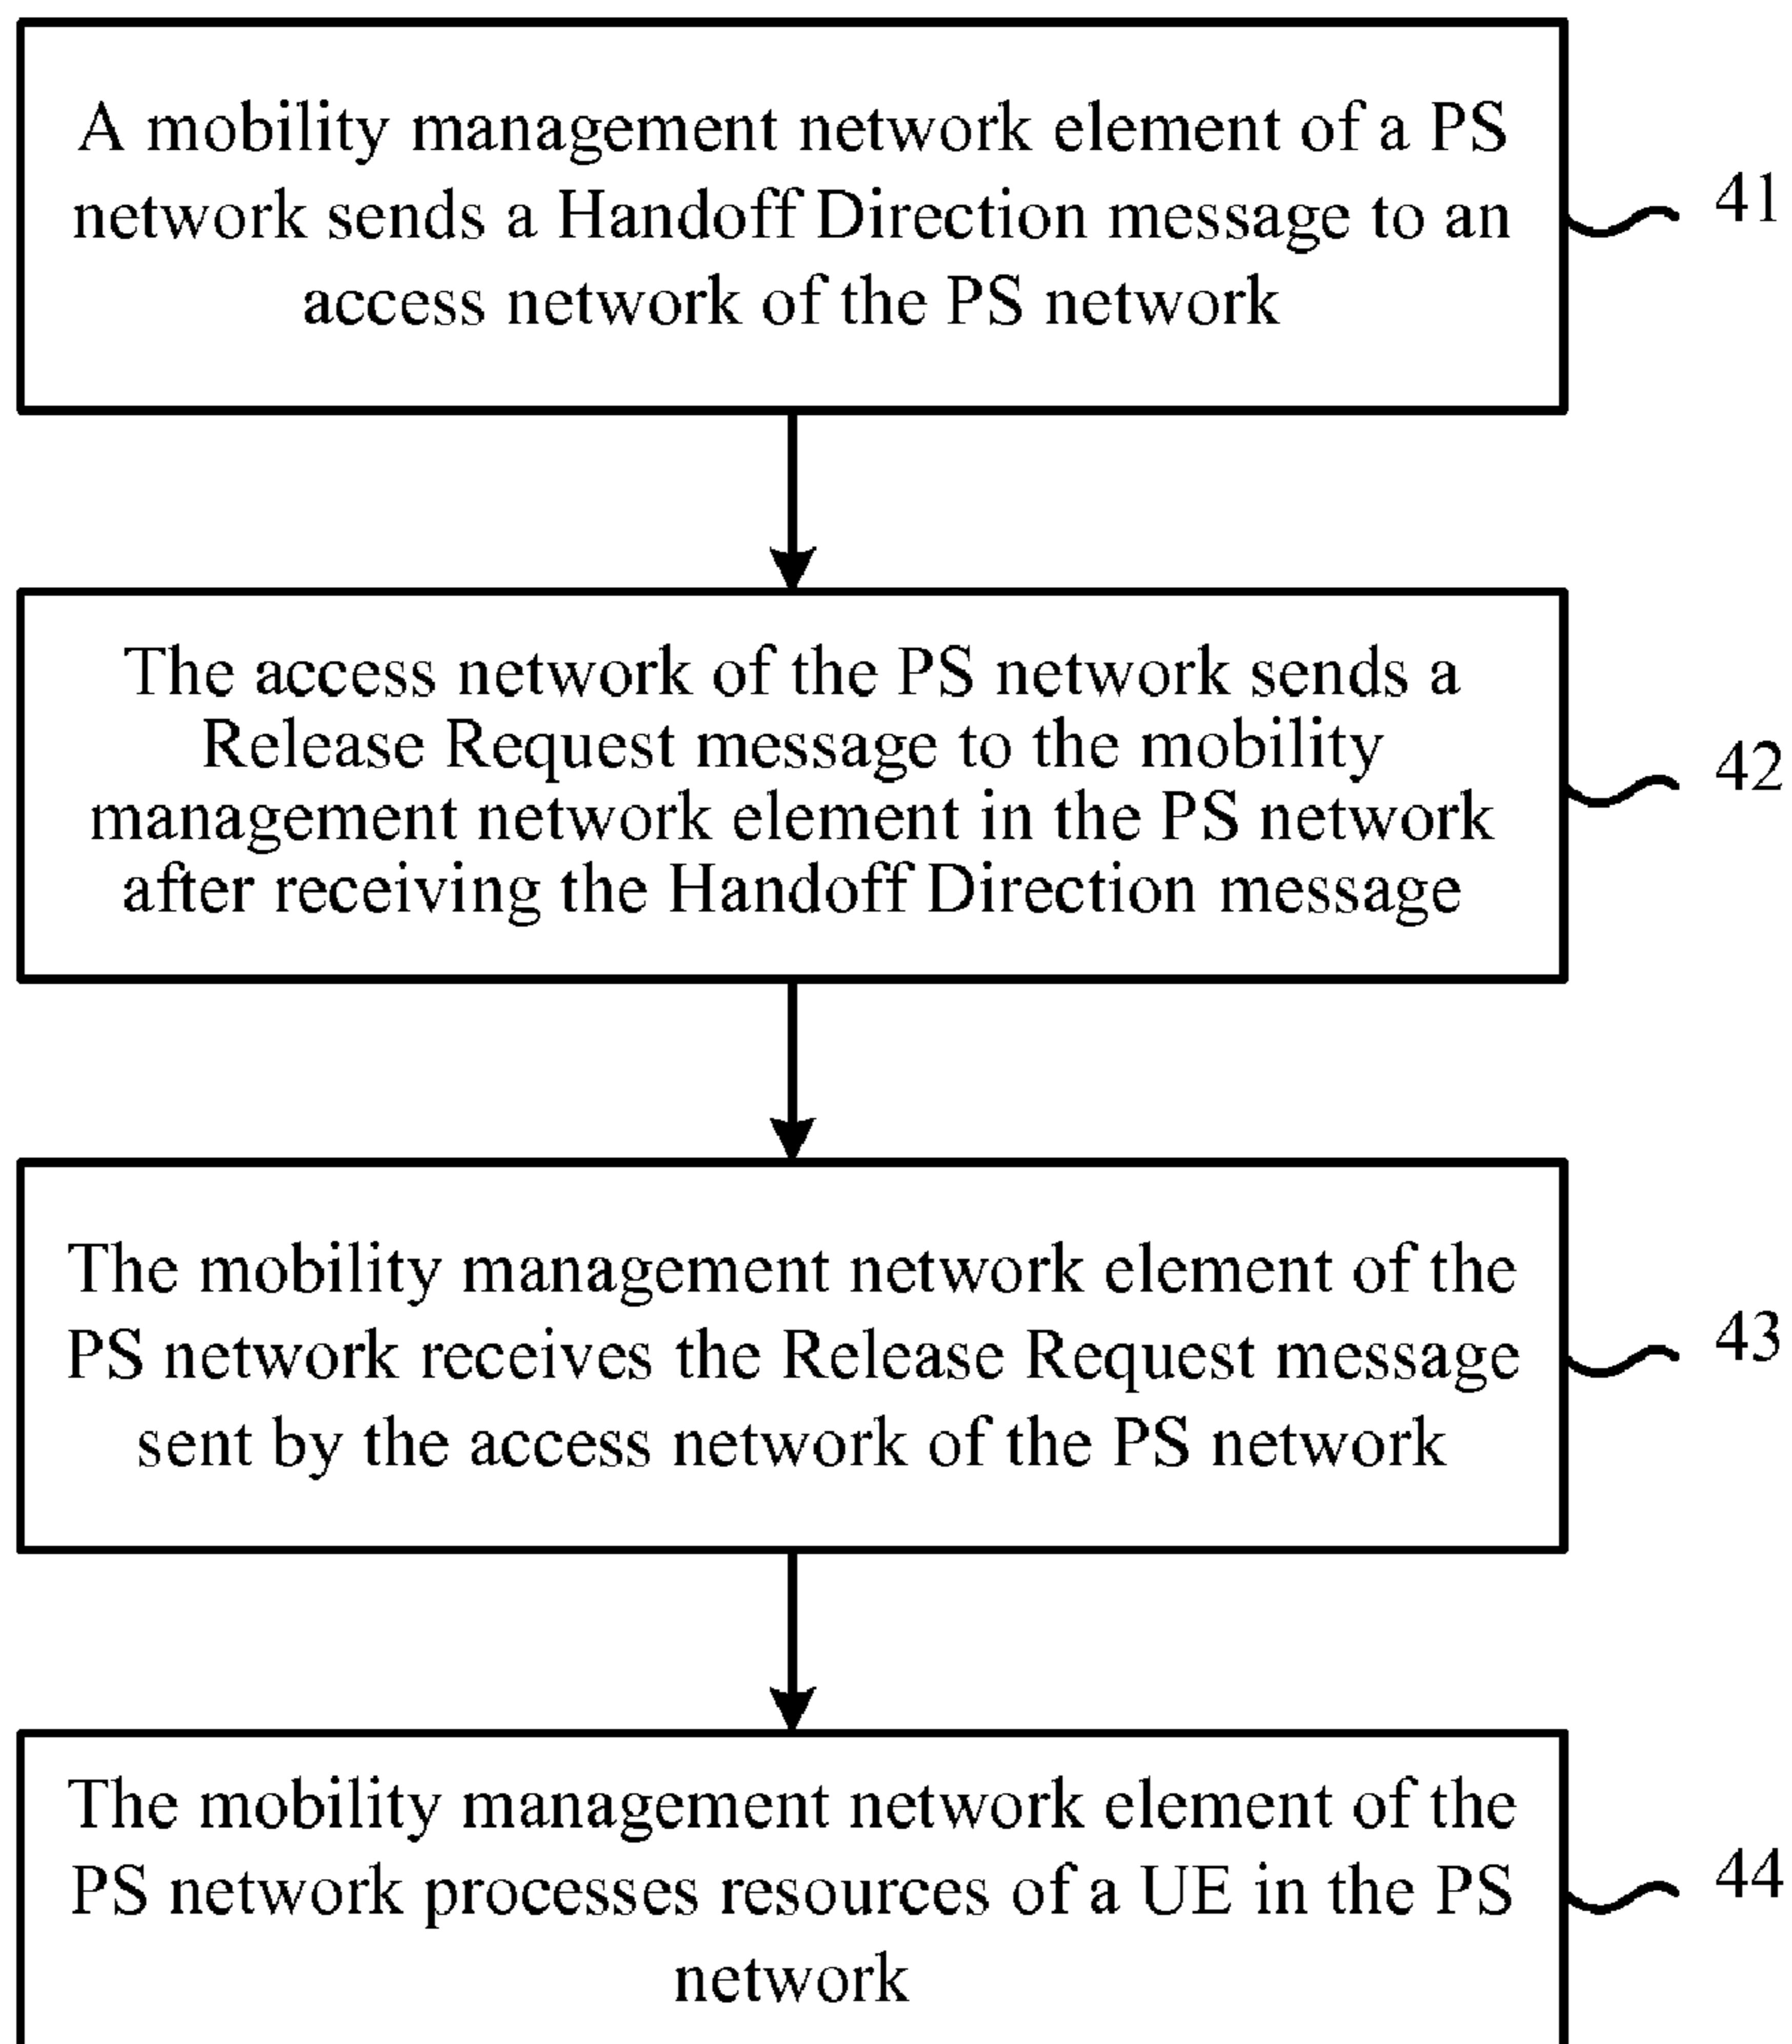 A mobility management network element of a PS
network sends a Handoff Direction message to an
access network of the PS network
41
The access network of the PS network sends a
Release Request message to the mobility
management network element in the PS network
after receiving the Handoff Direction message
42
The mobility management network element of the
PS network receives the Release Request message
sent by the access network of the PS network
43
The mobility management network element of the
PS network processes resources of a UE in the PS
network
44